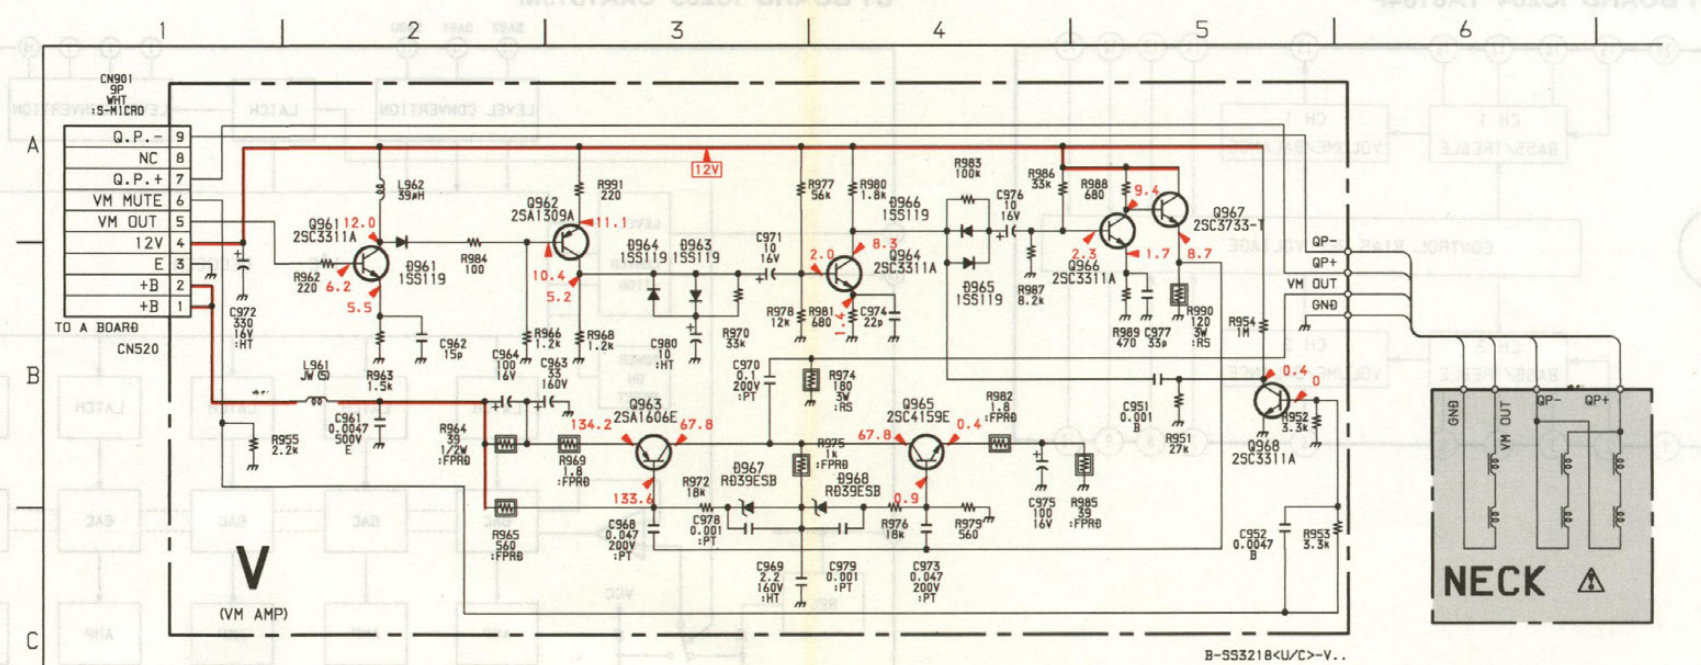 1 2 3 4 5 6
A
B
C
CN901
9P
WHT
:S-MICRO
Q.P.- 9
NC 8
Q.P.+ 7
VM MUTE 6
VM OUT 5
12V 4
E 3
+B 2
+B 1
TO A BOARD
CN520
C972
330
16V
:HT
L962
39μH
Q961
2SC3311A
12.0
R962
220
6.2
5.5
D961
1SS119
R984
100
R963
1.5k
C962
15p
Q962
2SA1309A
R991
220
11.1
10.4
5.2
R966
1.2k
R968
1.2k
D964
1SS119
D963
1SS119
C980
10
:HT
R970
33k
12V
C971
10
16V
R977
56k
R978
12k
R980
1.8k
2.0
8.3
Q964
2SC3311A
R981
680
1.4
C974
22p
D966
1SS119
R983
100k
D965
1SS119
C976
10
16V
R986
33k
R987
8.2k
R988
680
9.4
2.3
Q966
2SC3311A
1.7
R989
470
C977
33p
Q967
2SC3733-T
8.7
R990
120
3W
:RS
R954
1M
QP-
QP+
VM OUT
GND
L961
JW(5)
C961
0.0047
500V
E
R955
2.2k
C964
100
16V
C963
33
160V
R964
39
1/2W
:FPRD
R969
1.8
:FPRD
R965
560
:FPRD
Q963
2SA1606E
134.2
67.8
133.6
C968
0.047
200V
:PT
R972
18k
C978
0.001
:PT
D967
RD39ESB
C970
0.1
200V
:PT
R974
180
3W
:RS
R975
1k
:FPRD
D968
RD39ESB
C969
2.2
160V
:HT
C979
0.001
:PT
Q965
2SC4159E
67.8
0.4
0.9
R976
18k
C973
0.047
200V
:PT
R979
560
R982
1.8
:FPRD
C975
100
16V
R985
39
:FPRD
C951
0.001
B
R951
27k
0.4
0
R952
3.3k
Q968
2SC3311A
C952
0.0047
B
R953
3.3k
V
(VM AMP)
GND
VM OUT
QP-
QP+
NECK
B-SS3218<U/C>-V..